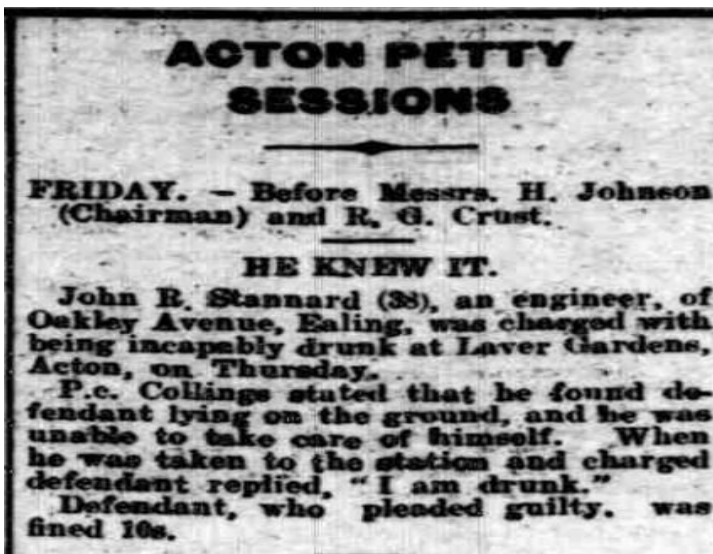 ACTON PETTY
SESSIONS
FRIDAY. — Before Messrs. H. Johnson
(Chairman) and R. G. Crust.
HE KNEW IT.
John R. Stannard (38), an engineer, of
Oakley Avenue, Ealing, was charged with
being incapably drunk at Laver Gardens,
Acton, on Thursday.
P.c. Collings stated that he found de-
fendant lying on the ground, and he was
unable to take care of himself. When
he was taken to the station and charged
defendant replied, "I am drunk."
Defendant, who pleaded guilty, was
fined 10s.